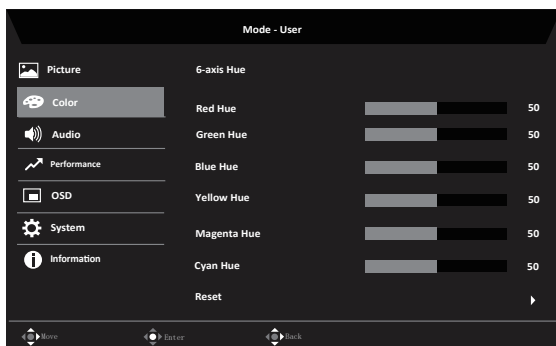 Mode - User
Picture
6-axis Hue
Color
Red Hue 50
Audio
Green Hue 50
Performance
Blue Hue 50
OSD
Yellow Hue 50
System
Magenta Hue 50
Information
Cyan Hue 50
Reset
Move Enter Back